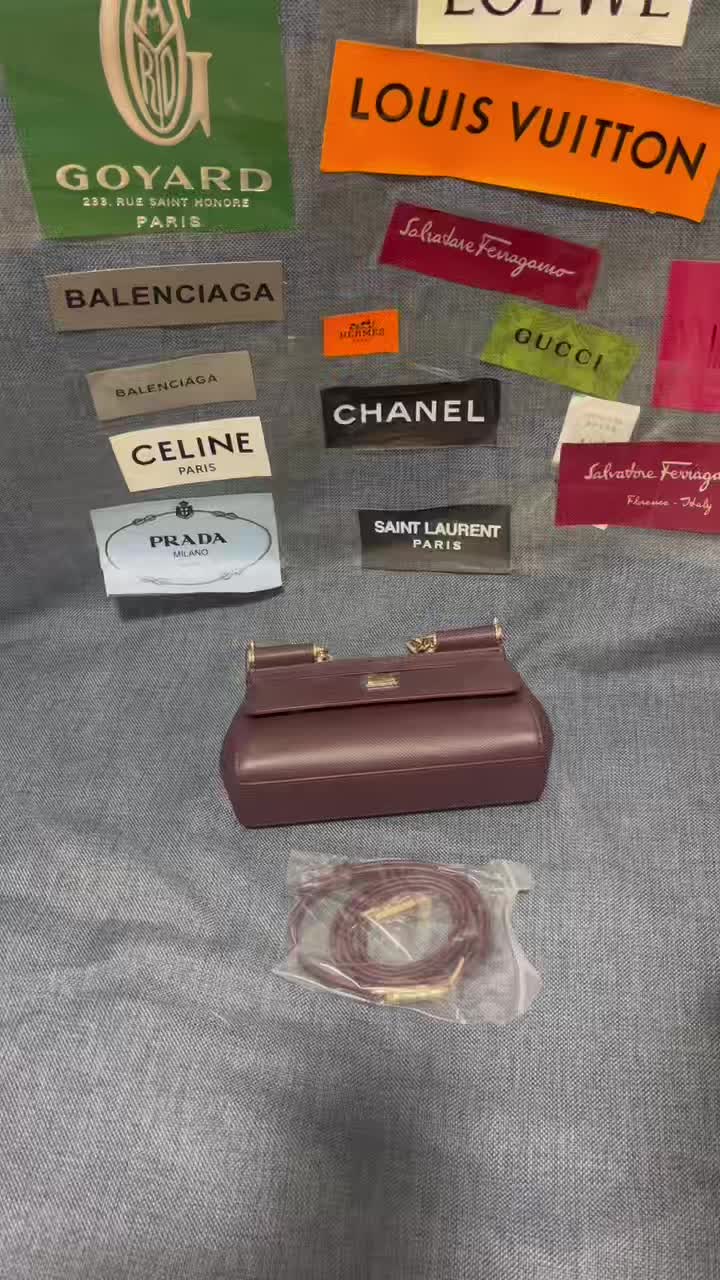 LOEWE
LOUIS VUITTON
GOYARD
233, RUE SAINT HONORE
PARIS
Salvatore Ferragamo
BALENCIAGA
HERMES
GUCCI
BALENCIAGA
CHANEL
CELINE
PARIS
Salvatore Ferraga
Florence - Italy
PRADA
MILANO
SAINT LAURENT
PARIS